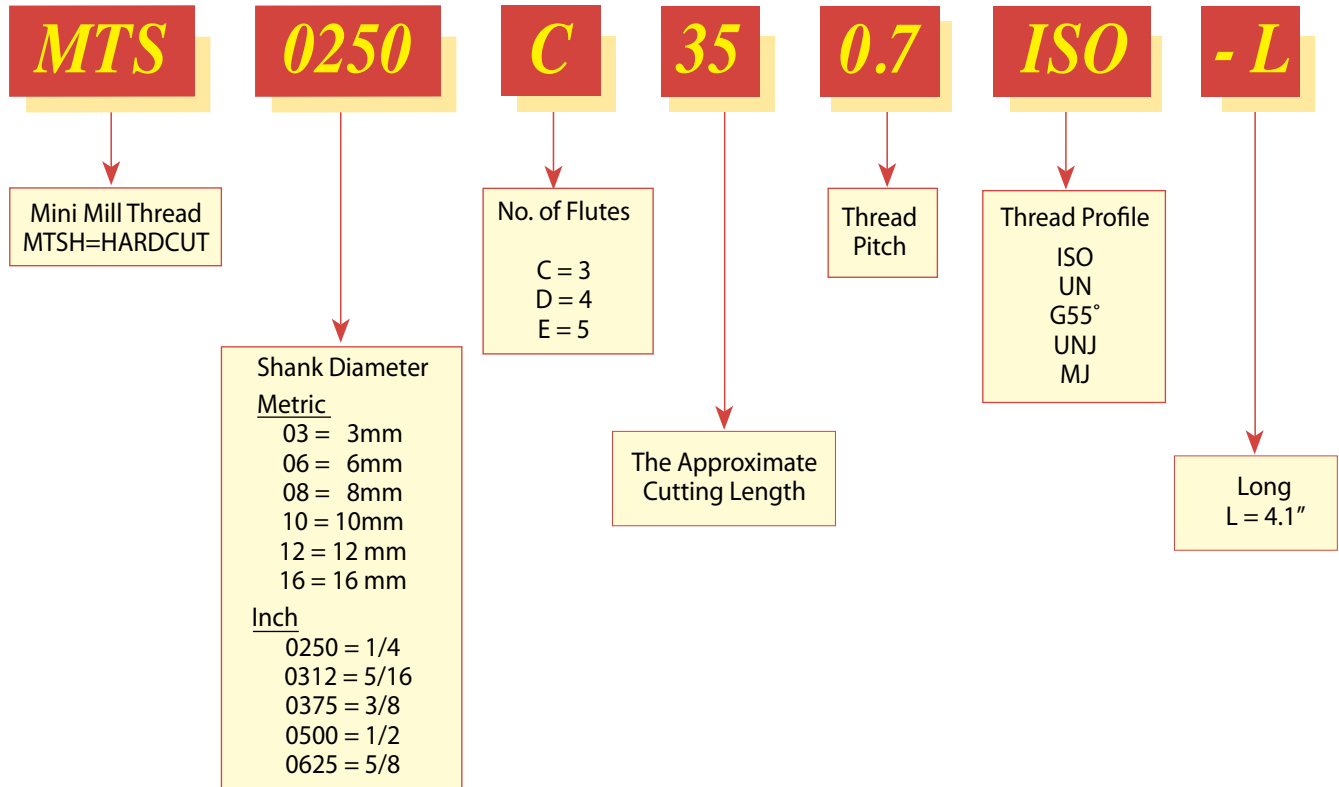 MTS 0250 C 35 0.7 ISO - L
Mini Mill Thread
MTSH=HARDCUT
Shank Diameter
Metric
03 = 3mm
06 = 6mm
08 = 8mm
10 = 10mm
12 = 12 mm
16 = 16 mm
Inch
0250 = 1/4
0312 = 5/16
0375 = 3/8
0500 = 1/2
0625 = 5/8
No. of Flutes
C = 3
D = 4
E = 5
The Approximate
Cutting Length
Thread
Pitch
Thread Profile
ISO
UN
G55°
UNJ
MJ
Long
L = 4.1”